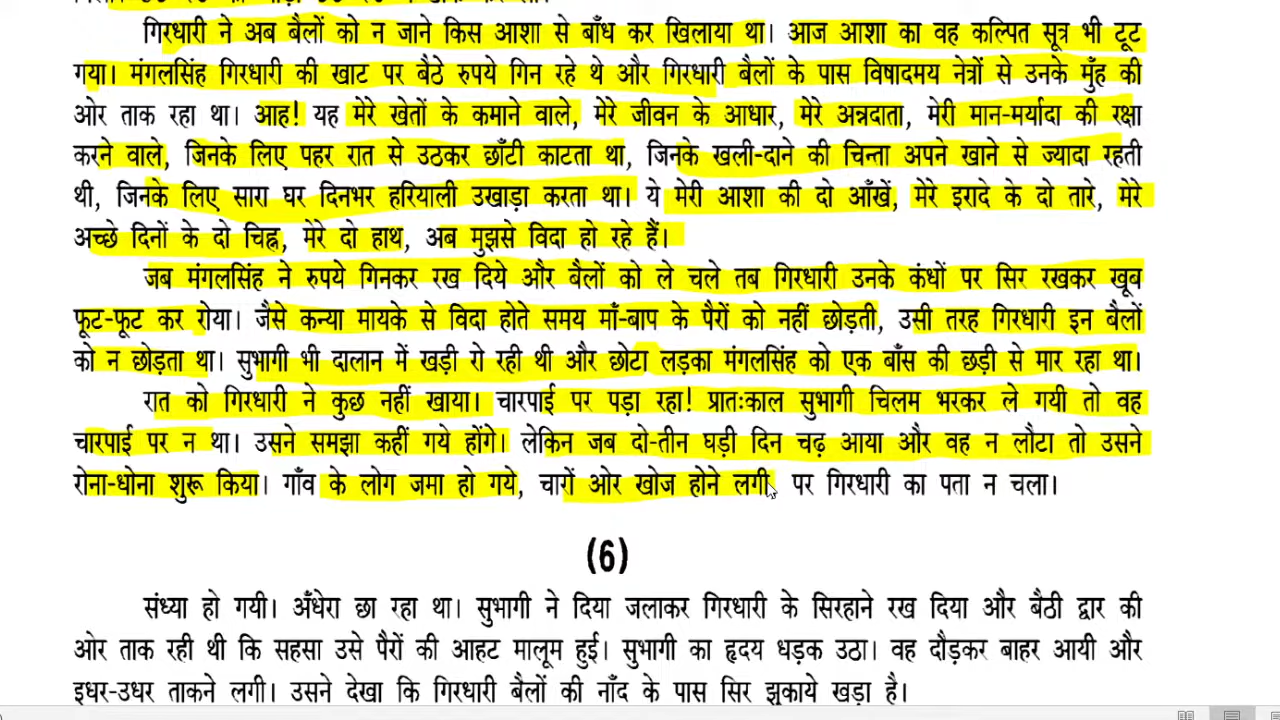 गिरधारी ने अब बैलों को न जाने किस आशा से बाँध कर खिलाया था। आज आशा का वह कल्पित सूत्र भी टूट
गया। मंगलसिंह गिरधारी की खाट पर बैठे रुपये गिन रहे थे और गिरधारी बैलों के पास विषादमय नेत्रों से उनके मुँह की
ओर ताक रहा था। आह! यह मेरे खेतों के कमाने वाले, मेरे जीवन के आधार, मेरे अन्नदाता, मेरी मान-मर्यादा की रक्षा
करने वाले, जिनके लिए पहर रात से उठकर छाँटी काटता था, जिनके खली-दाने की चिन्ता अपने खाने से ज्यादा रहती
थी, जिनके लिए सारा घर दिनभर हरियाली उखाड़ा करता था। ये मेरी आशा की दो आँखें, मेरे इरादे के दो तारे, मेरे
अच्छे दिनों के दो चिह्न, मेरे दो हाथ, अब मुझसे विदा हो रहे हैं।
जब मंगलसिंह ने रुपये गिनकर रख दिये और बैलों को ले चले तब गिरधारी उनके कंधों पर सिर रखकर खूब
फूट-फूट कर रोया। जैसे कन्या मायके से विदा होते समय माँ-बाप के पैरों को नहीं छोड़ती, उसी तरह गिरधारी इन बैलों
को न छोड़ता था। सुभागी भी दालान में खड़ी रो रही थी और छोटा लड़का मंगलसिंह को एक बाँस की छड़ी से मार रहा था।
रात को गिरधारी ने कुछ नहीं खाया। चारपाई पर पड़ा रहा! प्रातःकाल सुभागी चिलम भरकर ले गयी तो वह
चारपाई पर न था। उसने समझा कहीं गये होंगे। लेकिन जब दो-तीन घड़ी दिन चढ़ आया और वह न लौटा तो उसने
रोना-धोना शुरू किया। गाँव के लोग जमा हो गये, चारों ओर खोज होने लगी, पर गिरधारी का पता न चला।
(6)
संध्या हो गयी। अँधेरा छा रहा था। सुभागी ने दिया जलाकर गिरधारी के सिरहाने रख दिया और बैठी द्वार की
ओर ताक रही थी कि सहसा उसे पैरों की आहट मालूम हुई। सुभागी का हृदय धड़क उठा। वह दौड़कर बाहर आयी और
इधर-उधर ताकने लगी। उसने देखा कि गिरधारी बैलों की नाँद के पास सिर झुकाये खड़ा है।